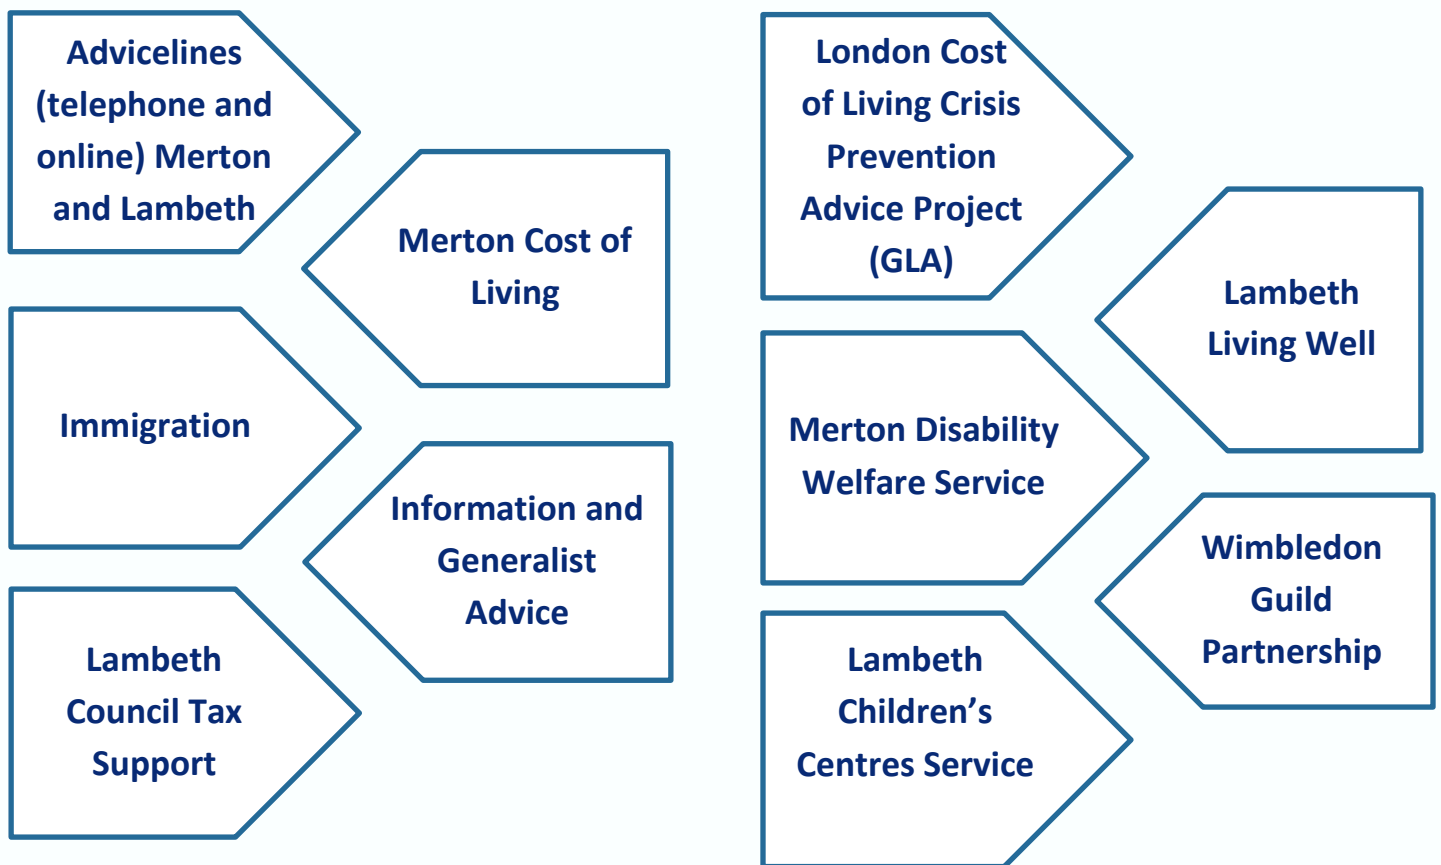 Advicelines
(telephone and
online) Merton
and Lambeth
Merton Cost of
Living
Immigration
Information and
Generalist
Advice
Lambeth
Council Tax
Support
London Cost
of Living Crisis
Prevention
Advice Project
(GLA)
Lambeth
Living Well
Merton Disability
Welfare Service
Wimbledon
Guild
Partnership
Lambeth
Children’s
Centres Service